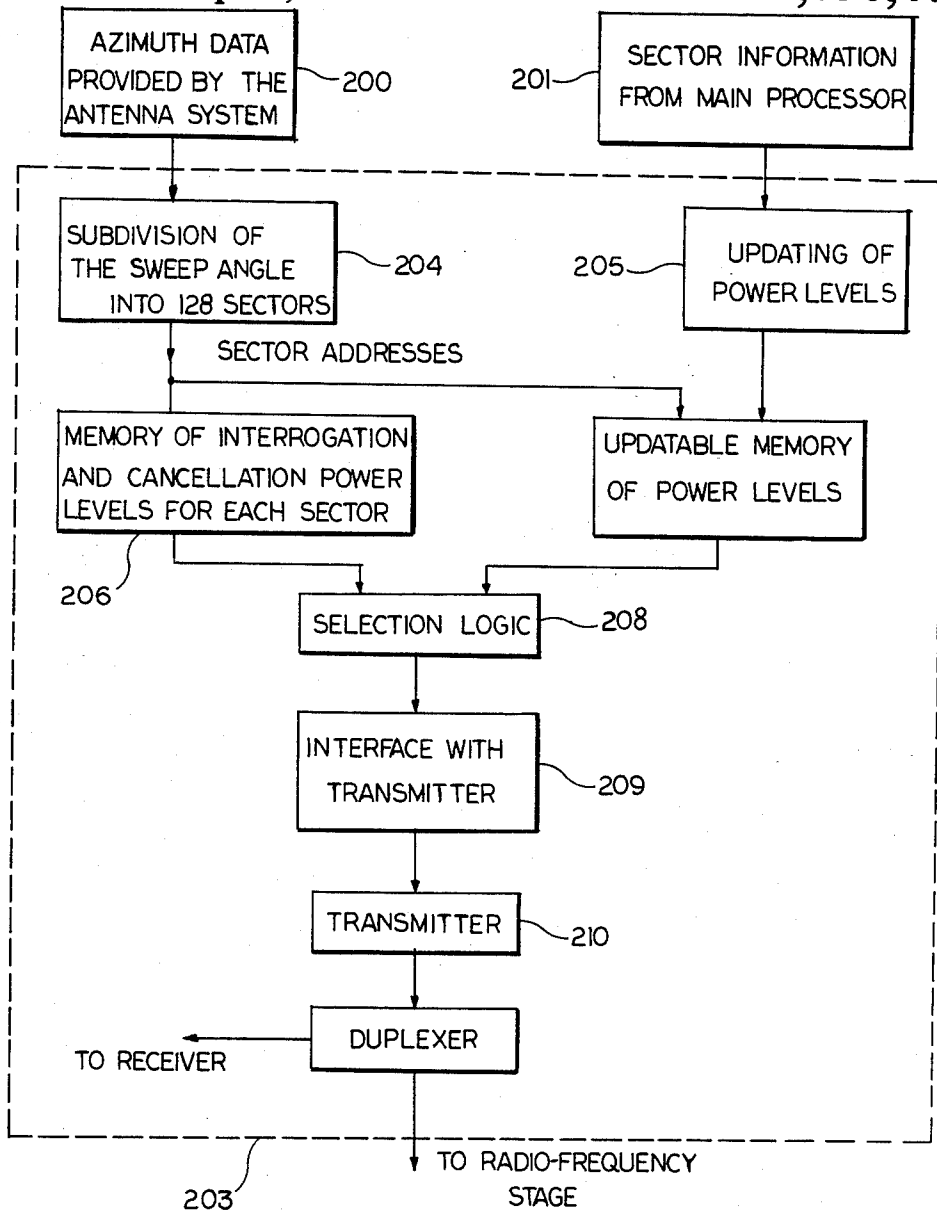 AZIMUTH DATA
PROVIDED BY THE
ANTENNA SYSTEM
200
201
SECTOR INFORMATION
FROM MAIN PROCESSOR
SUBDIVISION OF
THE SWEEP ANGLE
INTO 128 SECTORS
204
205
UPDATING OF
POWER LEVELS
SECTOR ADDRESSES
MEMORY OF INTERROGATION
AND CANCELLATION POWER
LEVELS FOR EACH SECTOR
206
UPDATABLE MEMORY
OF POWER LEVELS
SELECTION LOGIC
208
INTERFACE WITH
TRANSMITTER
209
TRANSMITTER
210
DUPLEXER
TO RECEIVER
203
TO RADIO-FREQUENCY
STAGE